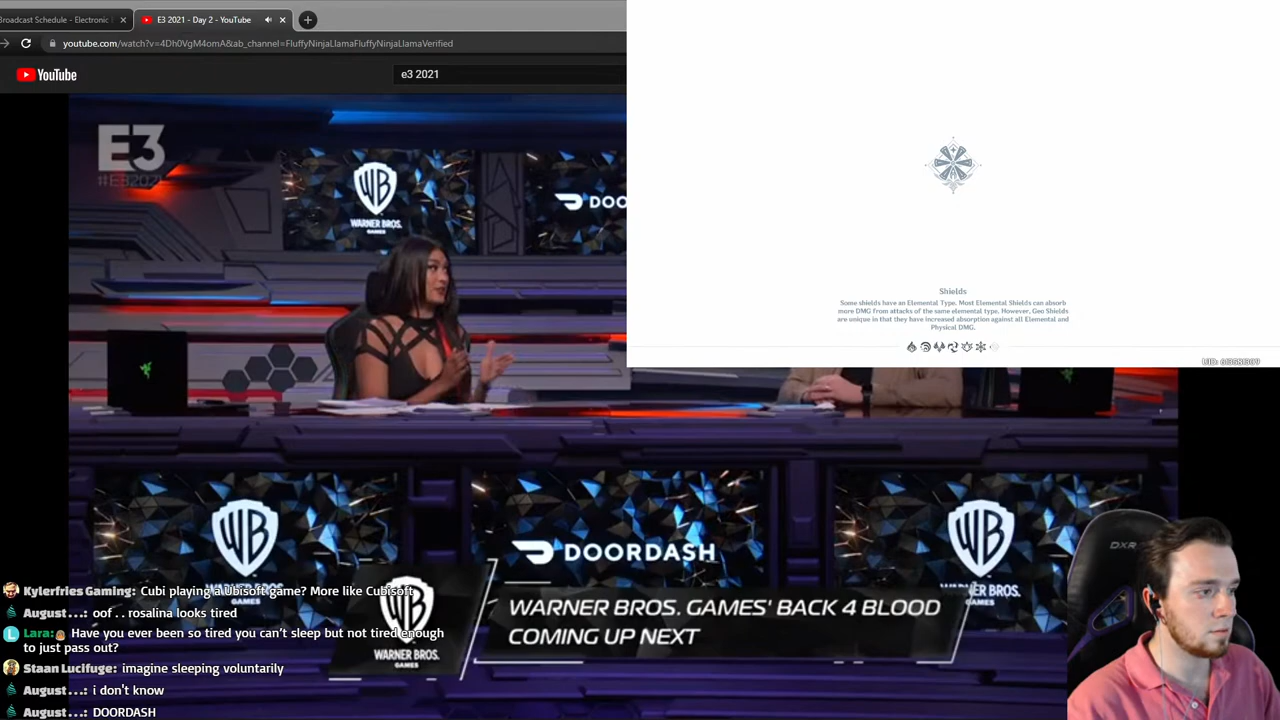 Broadcast Schedule - Electronic
E3 2021 - Day 2 - YouTube
youtube.com/watch?v=4Dh0VgM4omA&ab_channel=FluffyNinjaLlamaFluffyNinjaLlamaVerified
YouTube
e3 2021
E3
#E32021
WB
WARNER BROS.
GAMES
DOO
Shields
Some shields have an Elemental Type. Most Elemental Shields can absorb
more DMG from attacks of the same elemental type. However, Geo Shields
are unique in that they have increased absorption against all Elemental and
Physical DMG.
WB
GAMES
DOORDASH
WB
WARNER BROS.
GAMES
DXR
WB
WARNER BROS.
GAMES
WARNER BROS. GAMES' BACK 4 BLOOD
COMING UP NEXT
Kylerfries Gaming: Cubi playing a Ubisoft game? More like Cubisoft
August...: oof . . rosalina looks tired
Lara: Have you ever been so tired you can't sleep but not tired enough
to just pass out?
Staan Lucifuge: imagine sleeping voluntarily
August...: i don't know
August...: DOORDASH